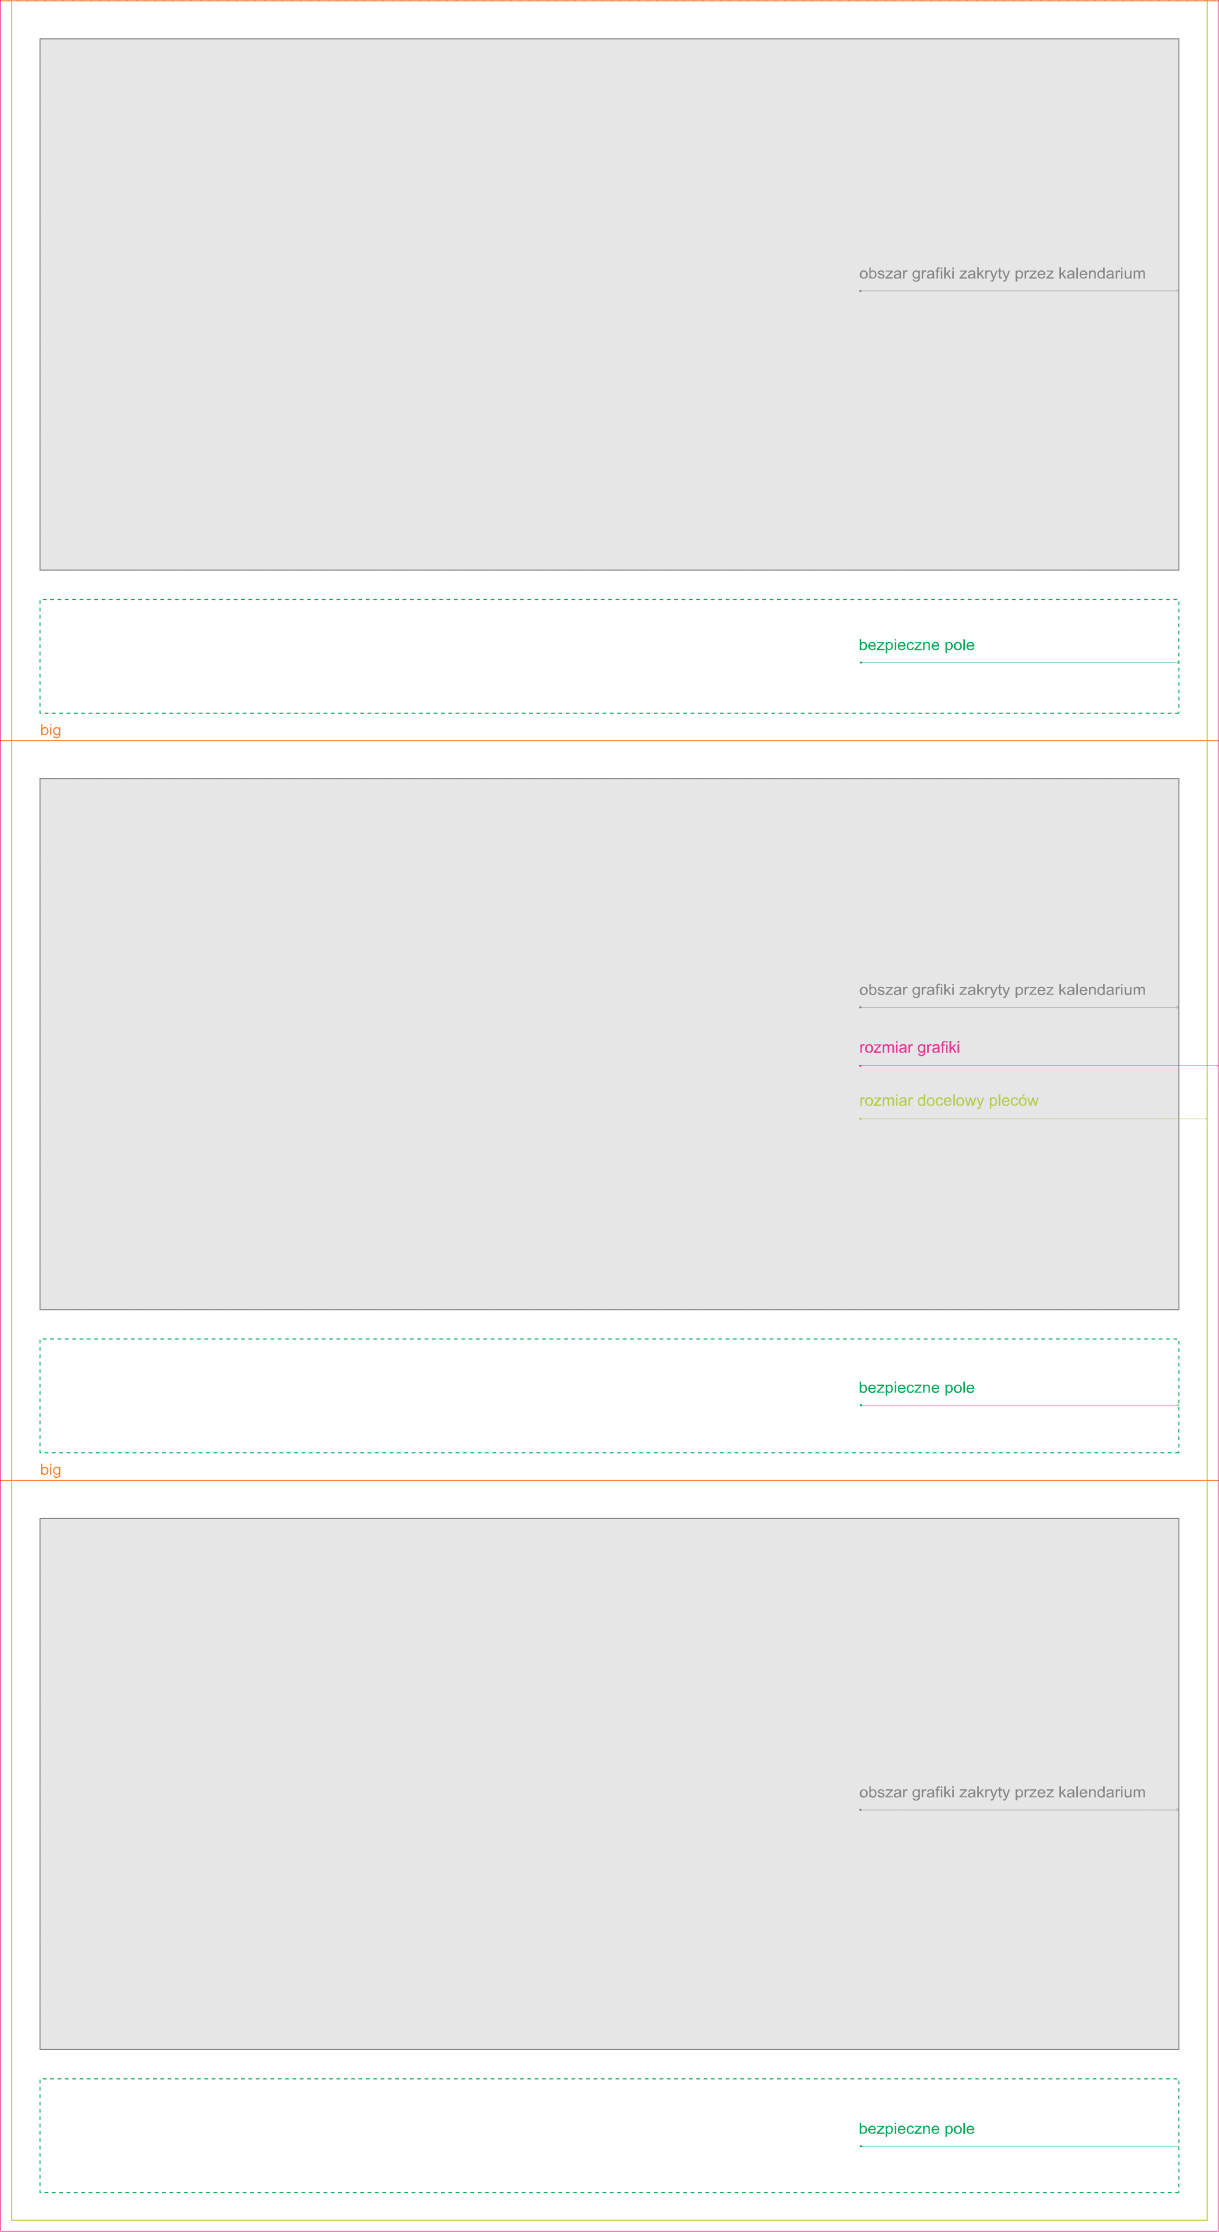 obszar grafiki zakryty przez kalendarium
bezpieczne pole
big
obszar grafiki zakryty przez kalendarium
rozmiar grafiki
rozmiar docelowy pleców
bezpieczne pole
big
obszar grafiki zakryty przez kalendarium
bezpieczne pole